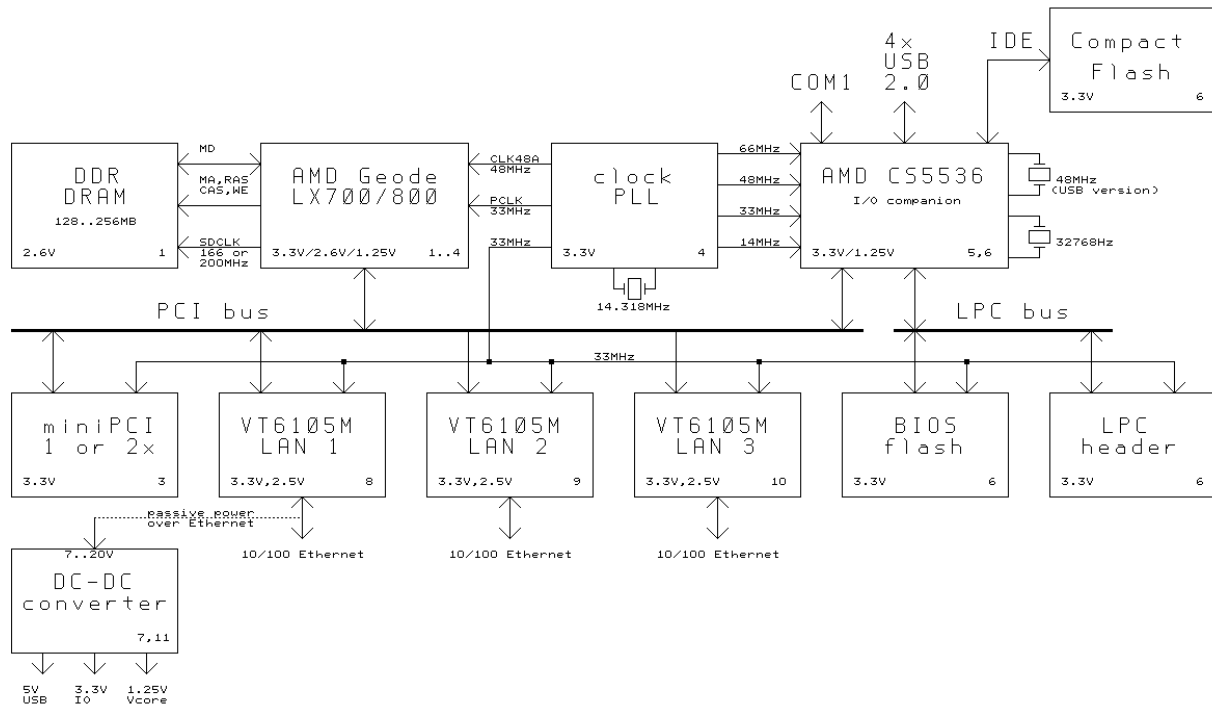 4x
USB
2.0
IDE
COM1
Compact
Flash
3.3V 6
DDR
DRAM
128..256MB
2.6V 1
MD
MA,RAS
CAS,WE
SDCLK
166 or
200MHz
AMD Geode
LX700/800
3.3V/2.6V/1.25V 1..4
CLK48A
48MHz
PCLK
33MHz
33MHz
clock
PLL
3.3V 4
14.318MHz
66MHz
48MHz
33MHz
14MHz
AMD CS5536
I/O companion
3.3V/1.25V 5,6
48MHz
(USB version)
32768Hz
PCI bus
LPC bus
33MHz
miniPCI
1 or 2x
3.3V 3
VT6105M
LAN 1
3.3V,2.5V 8
VT6105M
LAN 2
3.3V,2.5V 9
VT6105M
LAN 3
3.3V,2.5V 10
BIOS
flash
3.3V 6
LPC
header
3.3V 6
passive power
over Ethernet
10/100 Ethernet
10/100 Ethernet
10/100 Ethernet
7..20V
DC-DC
converter
7,11
5V
USB
3.3V
IO
1.25V
Vcore